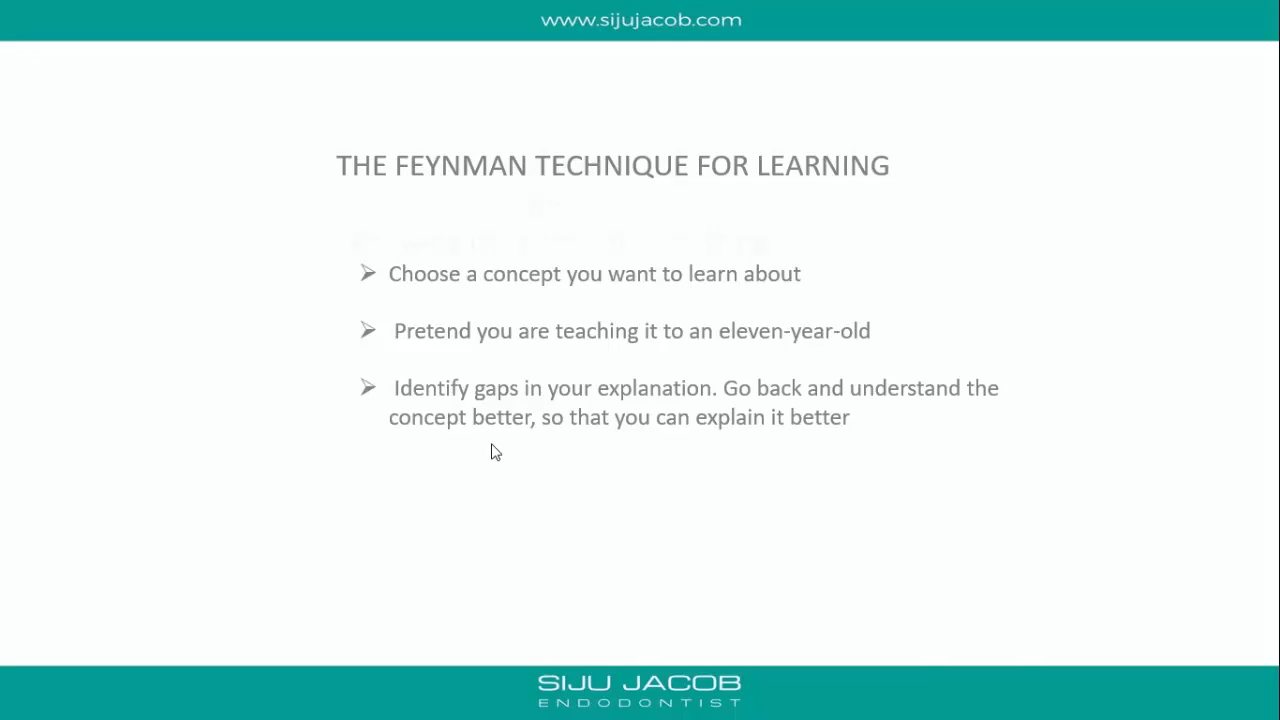 www.sijujacob.com
THE FEYNMAN TECHNIQUE FOR LEARNING
Choose a concept you want to learn about
Pretend you are teaching it to an eleven-year-old
Identify gaps in your explanation. Go back and understand the
concept better, so that you can explain it better
SIJU JACOB
ENDODONTIST